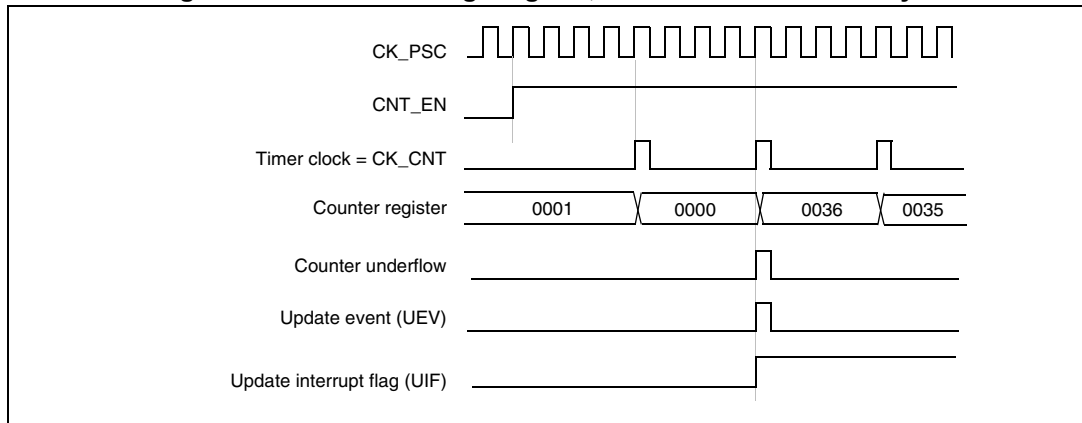 CK_PSC
CNT_EN
Timer clock = CK_CNT
Counter register 0001 0000 0036 0035
Counter underflow
Update event (UEV)
Update interrupt flag (UIF)